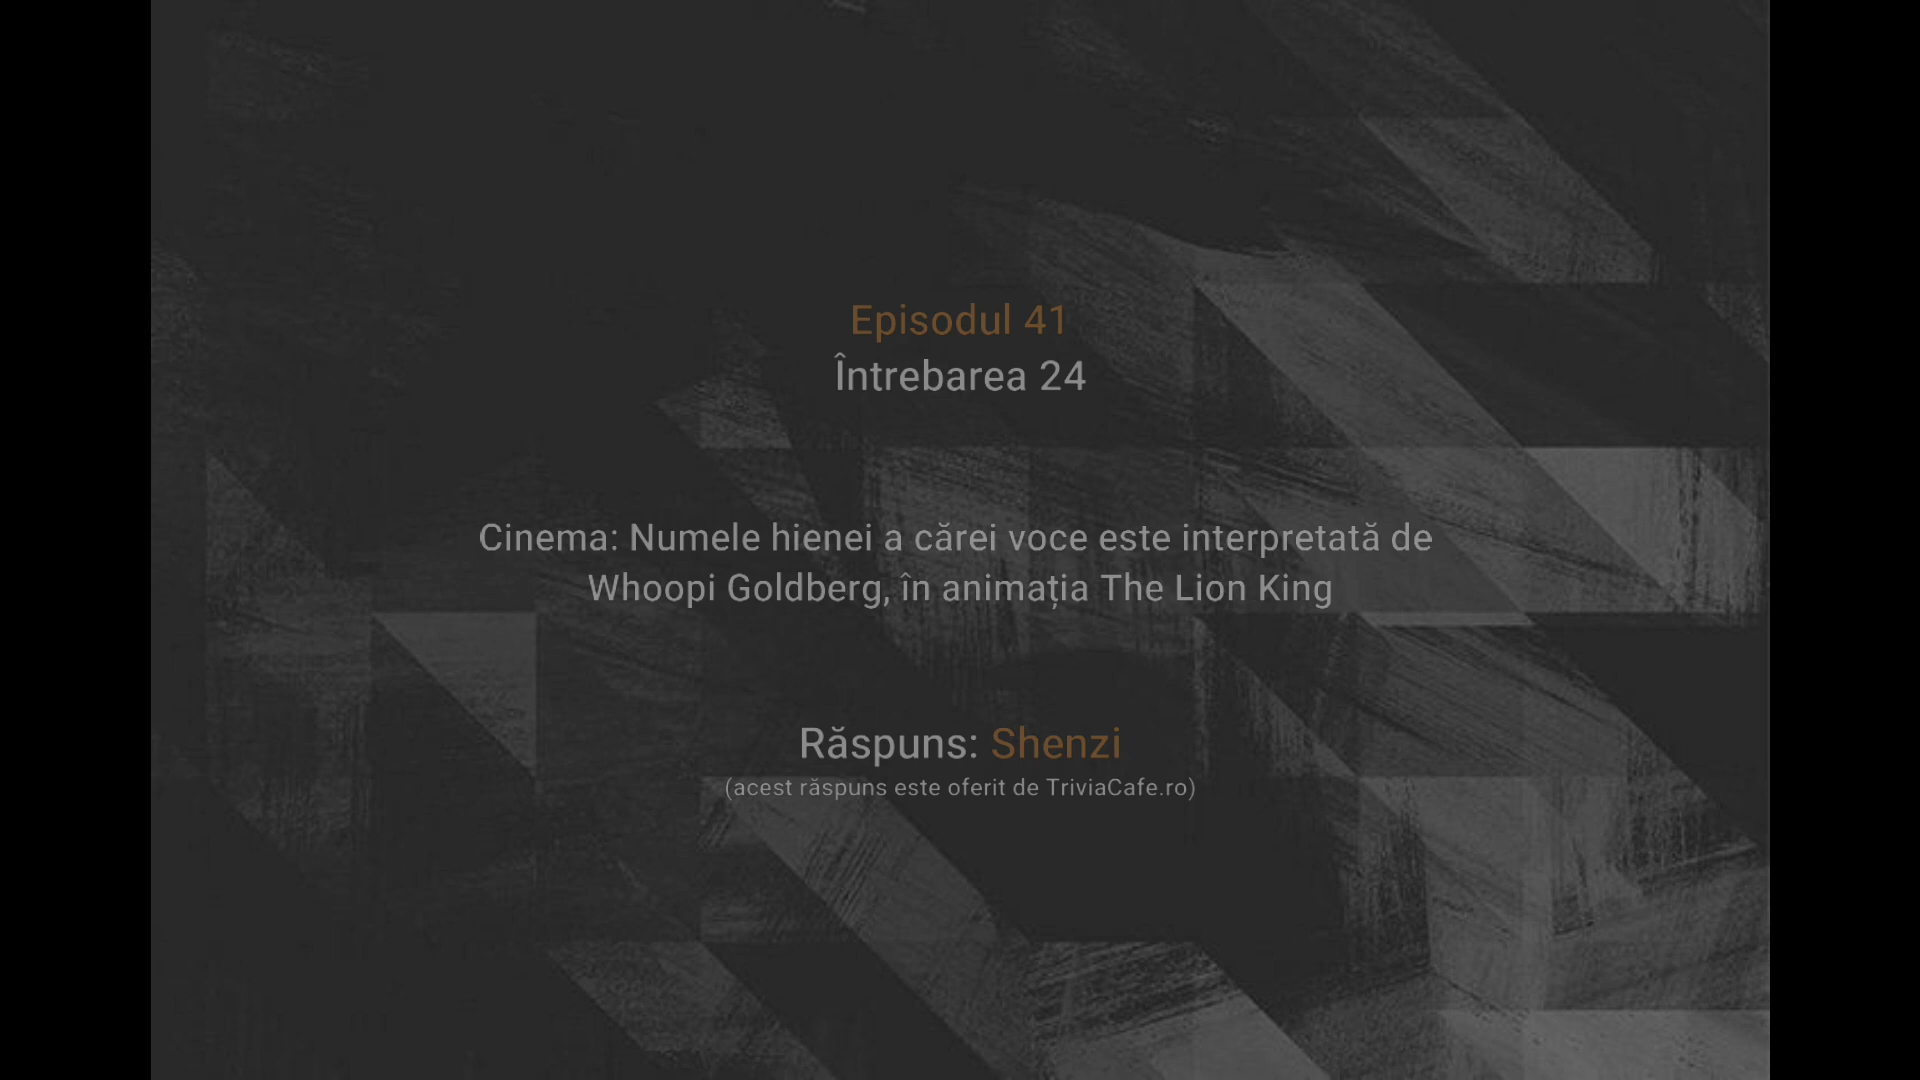 Episodul 41
Întrebarea 24
Cinema: Numele hienei a cărei voce este interpretată de
Whoopi Goldberg, în animația The Lion King
Răspuns: Shenzi
(acest răspuns este oferit de TriviaCafe.ro)